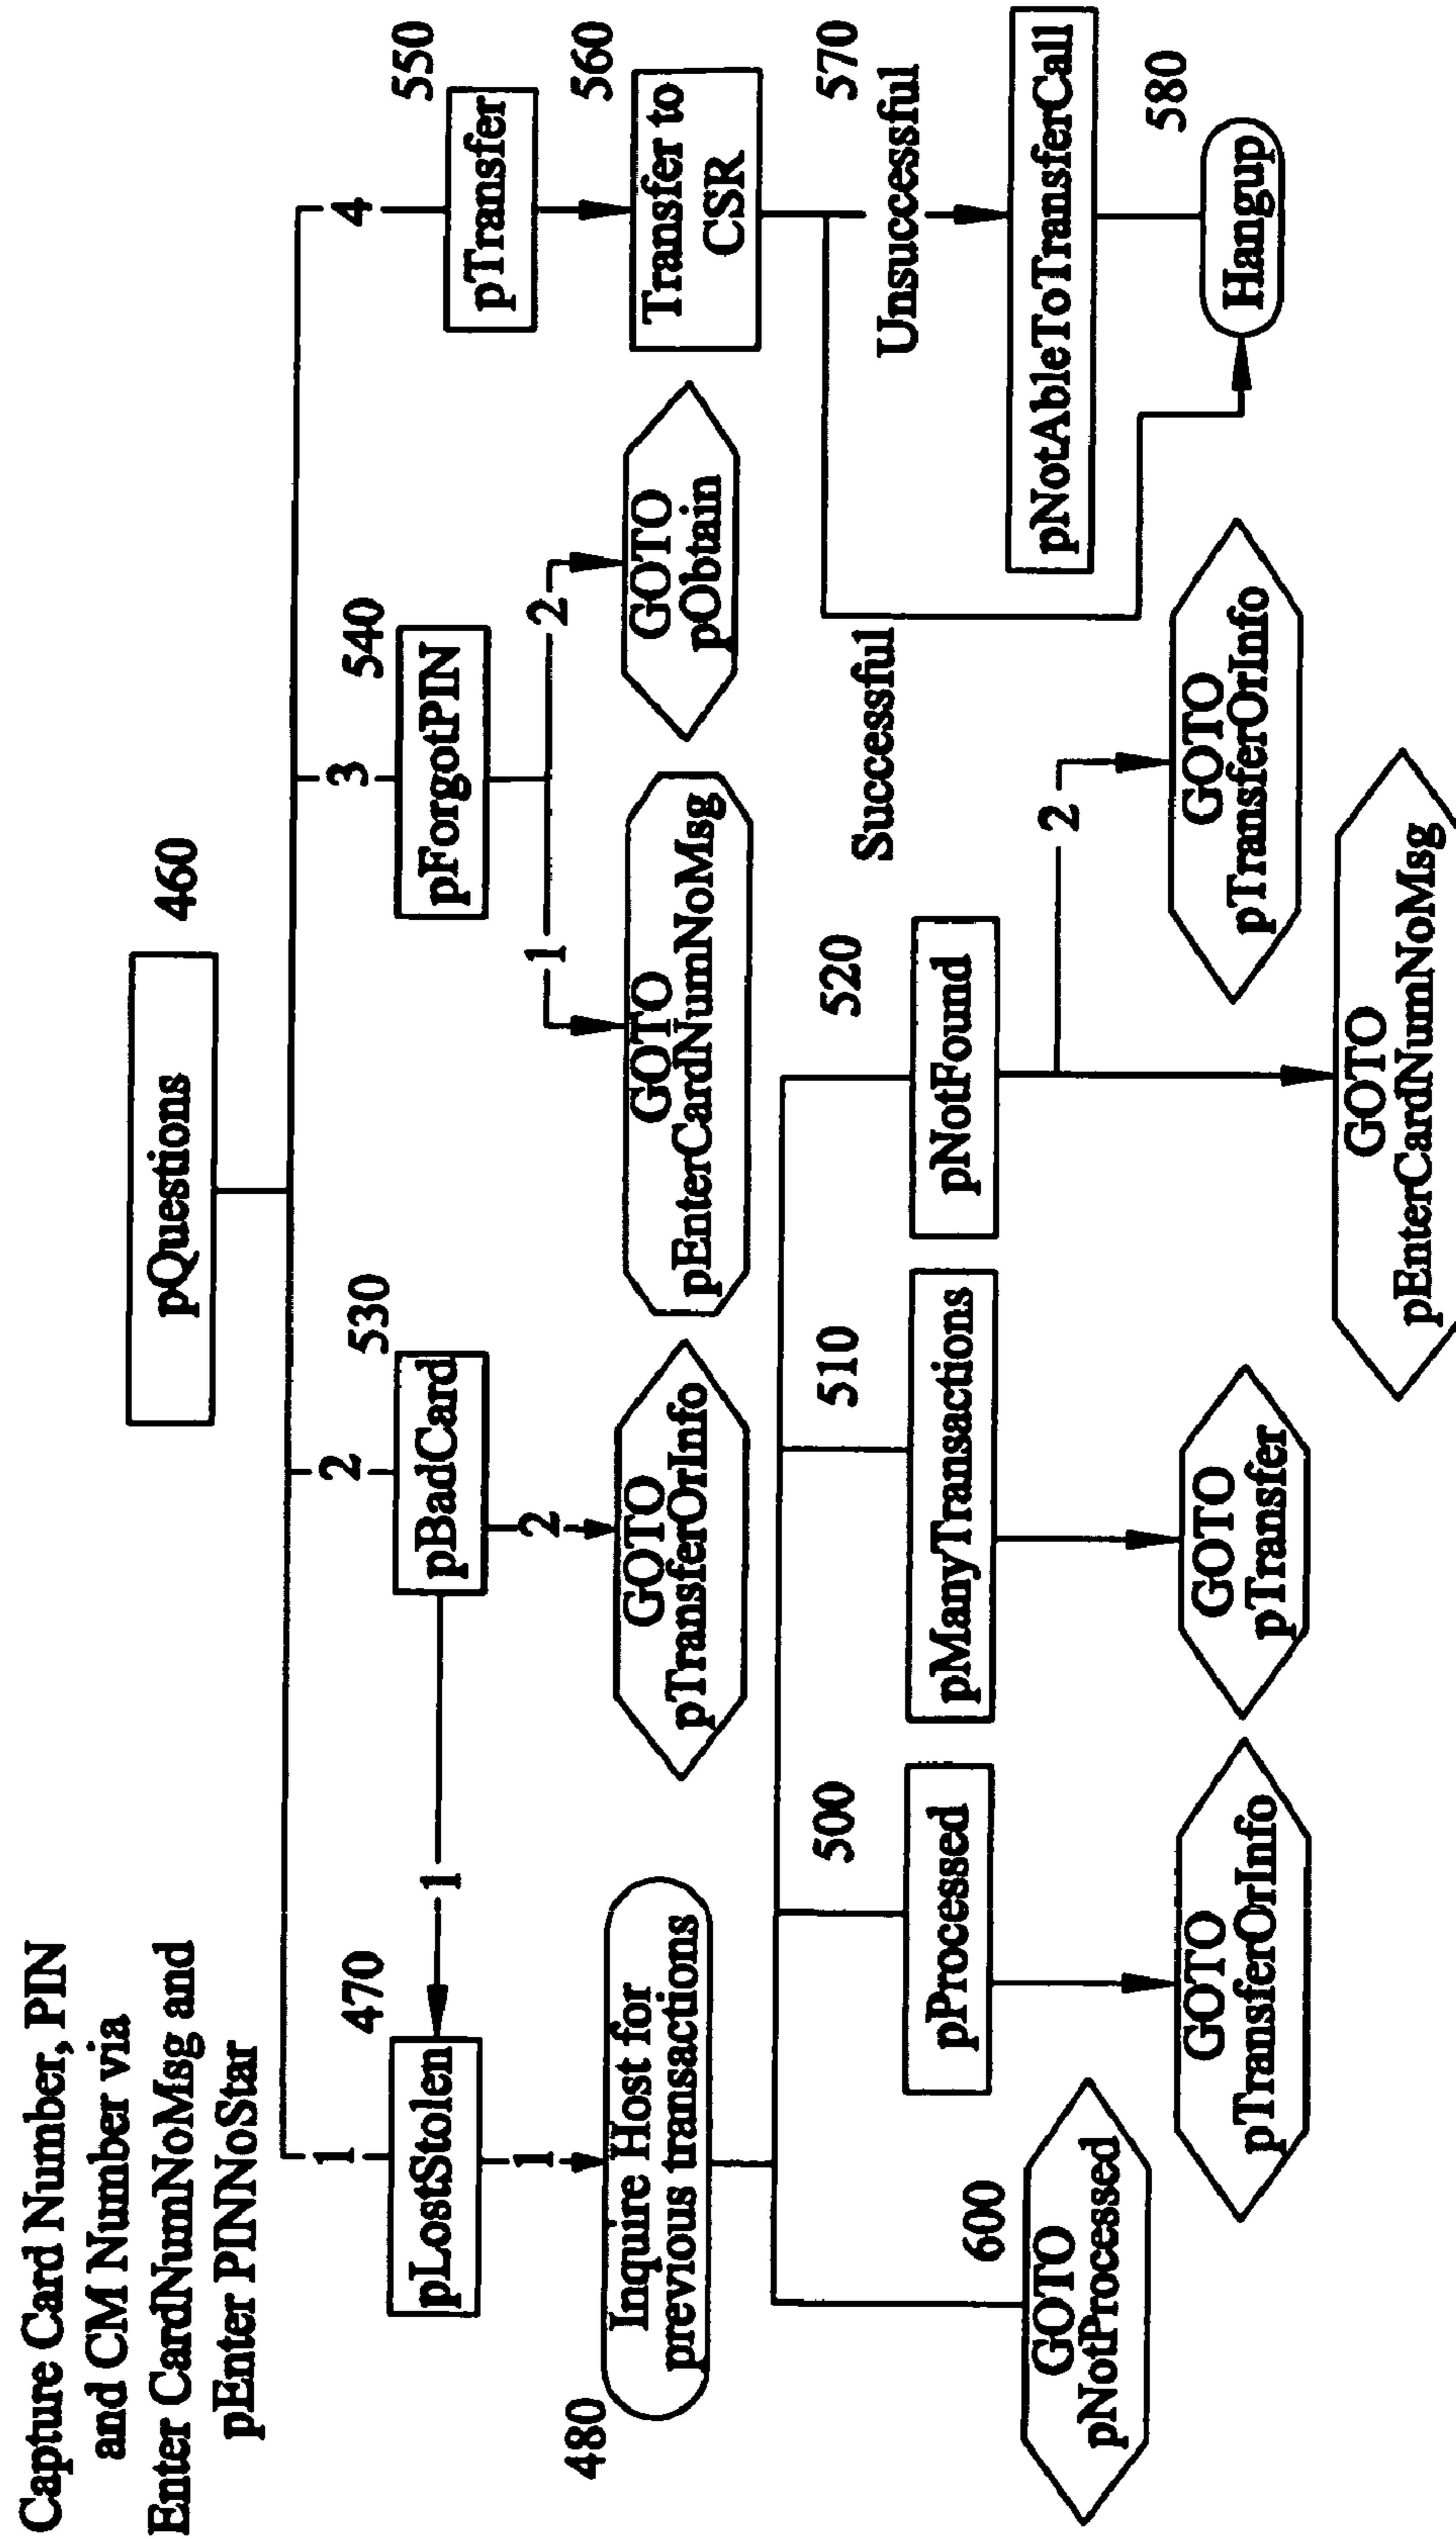 Capture Card Number, PIN
and CM Number via
Enter CardNumNoMsg and
pEnter PINNoStar
pQuestions
460
1
2
3
4
470
pLostStolen
1
530
pBadCard
540
pForgotPIN
550
pTransfer
1
2
1
2
480
Inquire Host for
previous transactions
GOTO
pTransferOrInfo
GOTO
pEnterCardNumNoMsg
GOTO
pObtain
560
Transfer to
CSR
Successful
Unsuccessful
570
500
pProcessed
510
pManyTransactions
520
pNotFound
2
pNotAbleToTransferCall
600
GOTO
pNotProcessed
GOTO
pTransferOrInfo
GOTO
pTransfer
GOTO
pTransferOrInfo
580
Hangup
GOTO
pEnterCardNumNoMsg